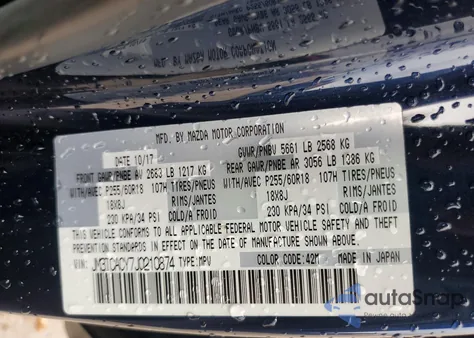 MFD. BY MAZDA MOTOR CORPORATION
DATE 10/17 GVWR/PNBV 5661 LB 2568 KG
FRONT GAWR/PNBE AV 2683 LB 1217 KG REAR GAWR/PNBE AR 3056 LB 1386 KG
WITH/AVEC P255/60R18 107H TIRES/PNEUS WITH/AVEC P255/60R18 107H TIRES/PNEUS
18X8J RIMS/JANTES 18X8J RIMS/JANTES
230 KPA/34 PSI COLD/A FROID 230 KPA/34 PSI COLD/A FROID
THIS VEHICLE CONFORMS TO ALL APPLICABLE FEDERAL MOTOR VEHICLE SAFETY AND
THEFT PREVENTION STANDARDS IN EFFECT ON THE DATE OF MANUFACTURE SHOWN ABOVE.
VIN: JM3TCACY7J0210874 TYPE:MPV COLOR CODE:42M MADE IN JAPAN
autoSnap